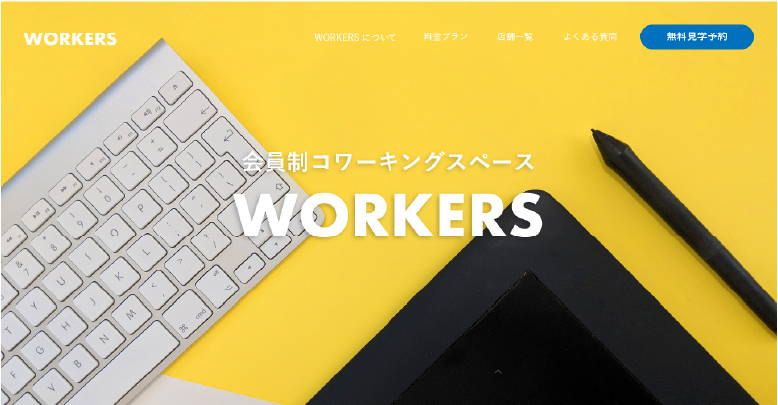 WORKERS
WORKERS について
料金プラン
店舗一覧
よくある質問
無料見学予約
会員制コワーキングスペース
WORKERS